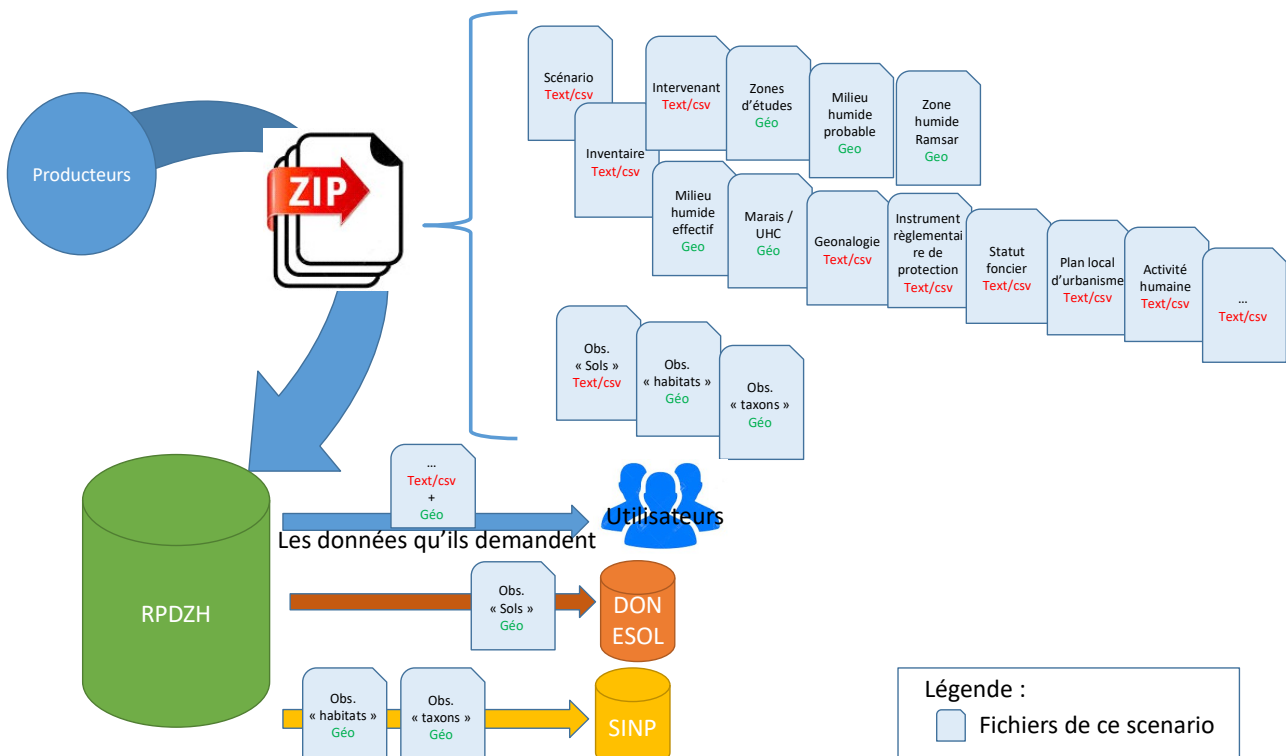 Producteurs
ZIP
Scénario
Text/csv
Inventaire
Text/csv
Intervenant
Text/csv
Zones
d’études
Géo
Milieu
humide
probable
Geo
Zone
humide
Ramsar
Geo
Milieu
humide
effectif
Geo
Marais /
UHC
Géo
Geonalogie
Text/csv
Instrument
règlementai
re de
protection
Text/csv
Statut
foncier
Text/csv
Plan local
d’urbanisme
Text/csv
Activité
humaine
Text/csv
...
Text/csv
Obs.
« Sols »
Text/csv
Obs.
« habitats »
Géo
Obs.
« taxons »
Géo
...
Text/csv
+
Géo
Utilisateurs
Les données qu’ils demandent
RPDZH
Obs.
« Sols »
Géo
DON
ESOL
Obs.
« habitats »
Géo
Obs.
« taxons »
Géo
SINP
Légende :
Fichiers de ce scenario